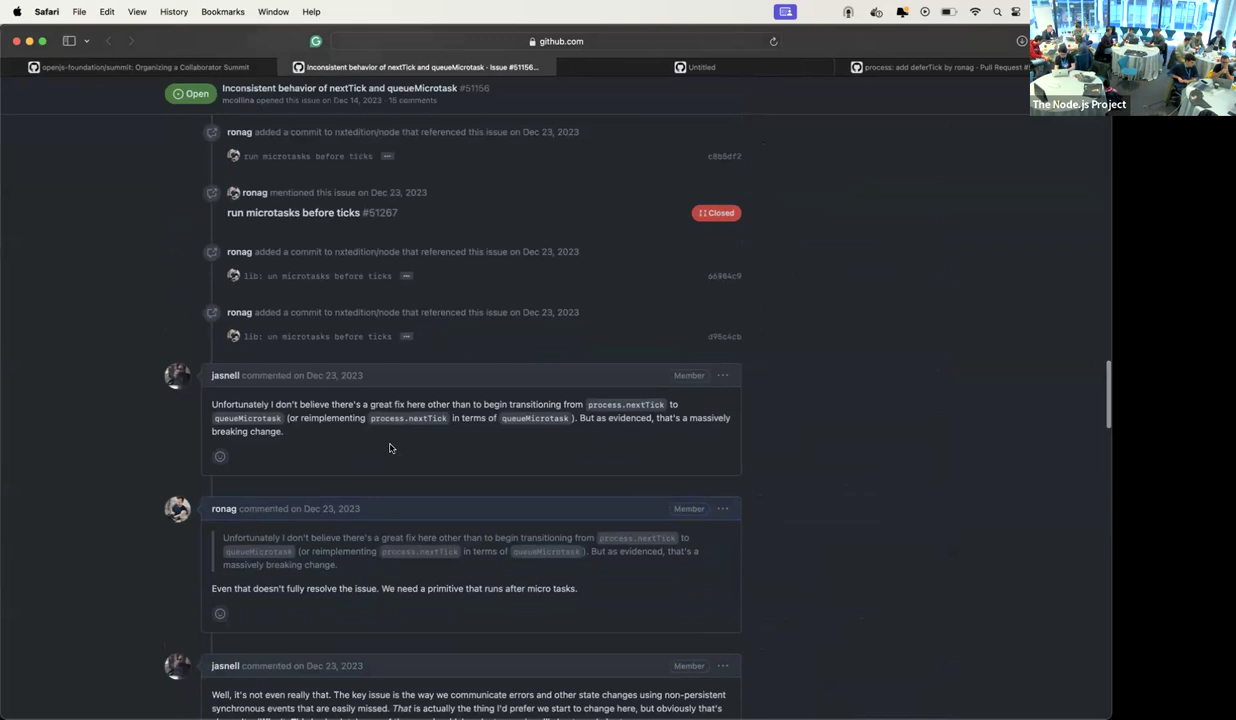 Safari File Edit View History Bookmarks Window Help
github.com
openjs-foundation/summit: Organizing a Collaborator Summit
Inconsistent behavior of nextTick and queueMicrotask · Issue #51156...
Untitled
process: add deferTick by ronag · Pull Request #5
The Node.js Project
Open
Inconsistent behavior of nextTick and queueMicrotask #51156
mcollina opened this issue on Dec 14, 2023 · 15 comments
ronag added a commit to nxtedition/node that referenced this issue on Dec 23, 2023
run microtasks before ticks ...
c8b5df2
ronag mentioned this issue on Dec 23, 2023
run microtasks before ticks #51267
Closed
ronag added a commit to nxtedition/node that referenced this issue on Dec 23, 2023
lib: un microtasks before ticks ...
66984c9
ronag added a commit to nxtedition/node that referenced this issue on Dec 23, 2023
lib: un microtasks before ticks ...
d95c4cb
jasnell commented on Dec 23, 2023
Member ...
Unfortunately I don't believe there's a great fix here other than to begin transitioning from process.nextTick to
queueMicrotask (or reimplementing process.nextTick in terms of queueMicrotask ). But as evidenced, that's a massively
breaking change.
ronag commented on Dec 23, 2023
Member ...
Unfortunately I don't believe there's a great fix here other than to begin transitioning from process.nextTick to
queueMicrotask (or reimplementing process.nextTick in terms of queueMicrotask ). But as evidenced, that's a
massively breaking change.
Even that doesn't fully resolve the issue. We need a primitive that runs after micro tasks.
jasnell commented on Dec 23, 2023
Member ...
Well, it's not even really that. The key issue is the way we communicate errors and other state changes using non-persistent
synchronous events that are easily missed. That is actually the thing I'd prefer we start to change here, but obviously that's